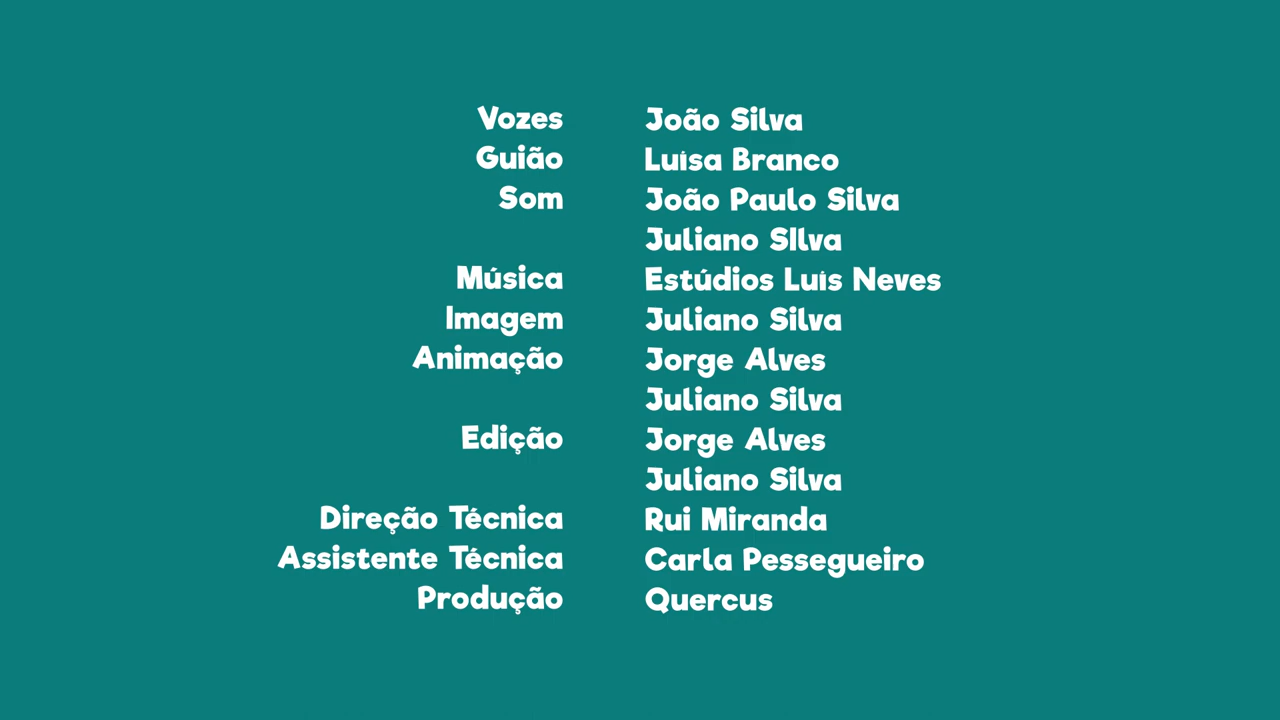 Vozes João Silva
Guião Luísa Branco
Som João Paulo Silva
Juliano SIlva
Música Estúdios Luís Neves
Imagem Juliano Silva
Animação Jorge Alves
Juliano Silva
Edição Jorge Alves
Juliano Silva
Direção Técnica Rui Miranda
Assistente Técnica Carla Pessegueiro
Produção Quercus